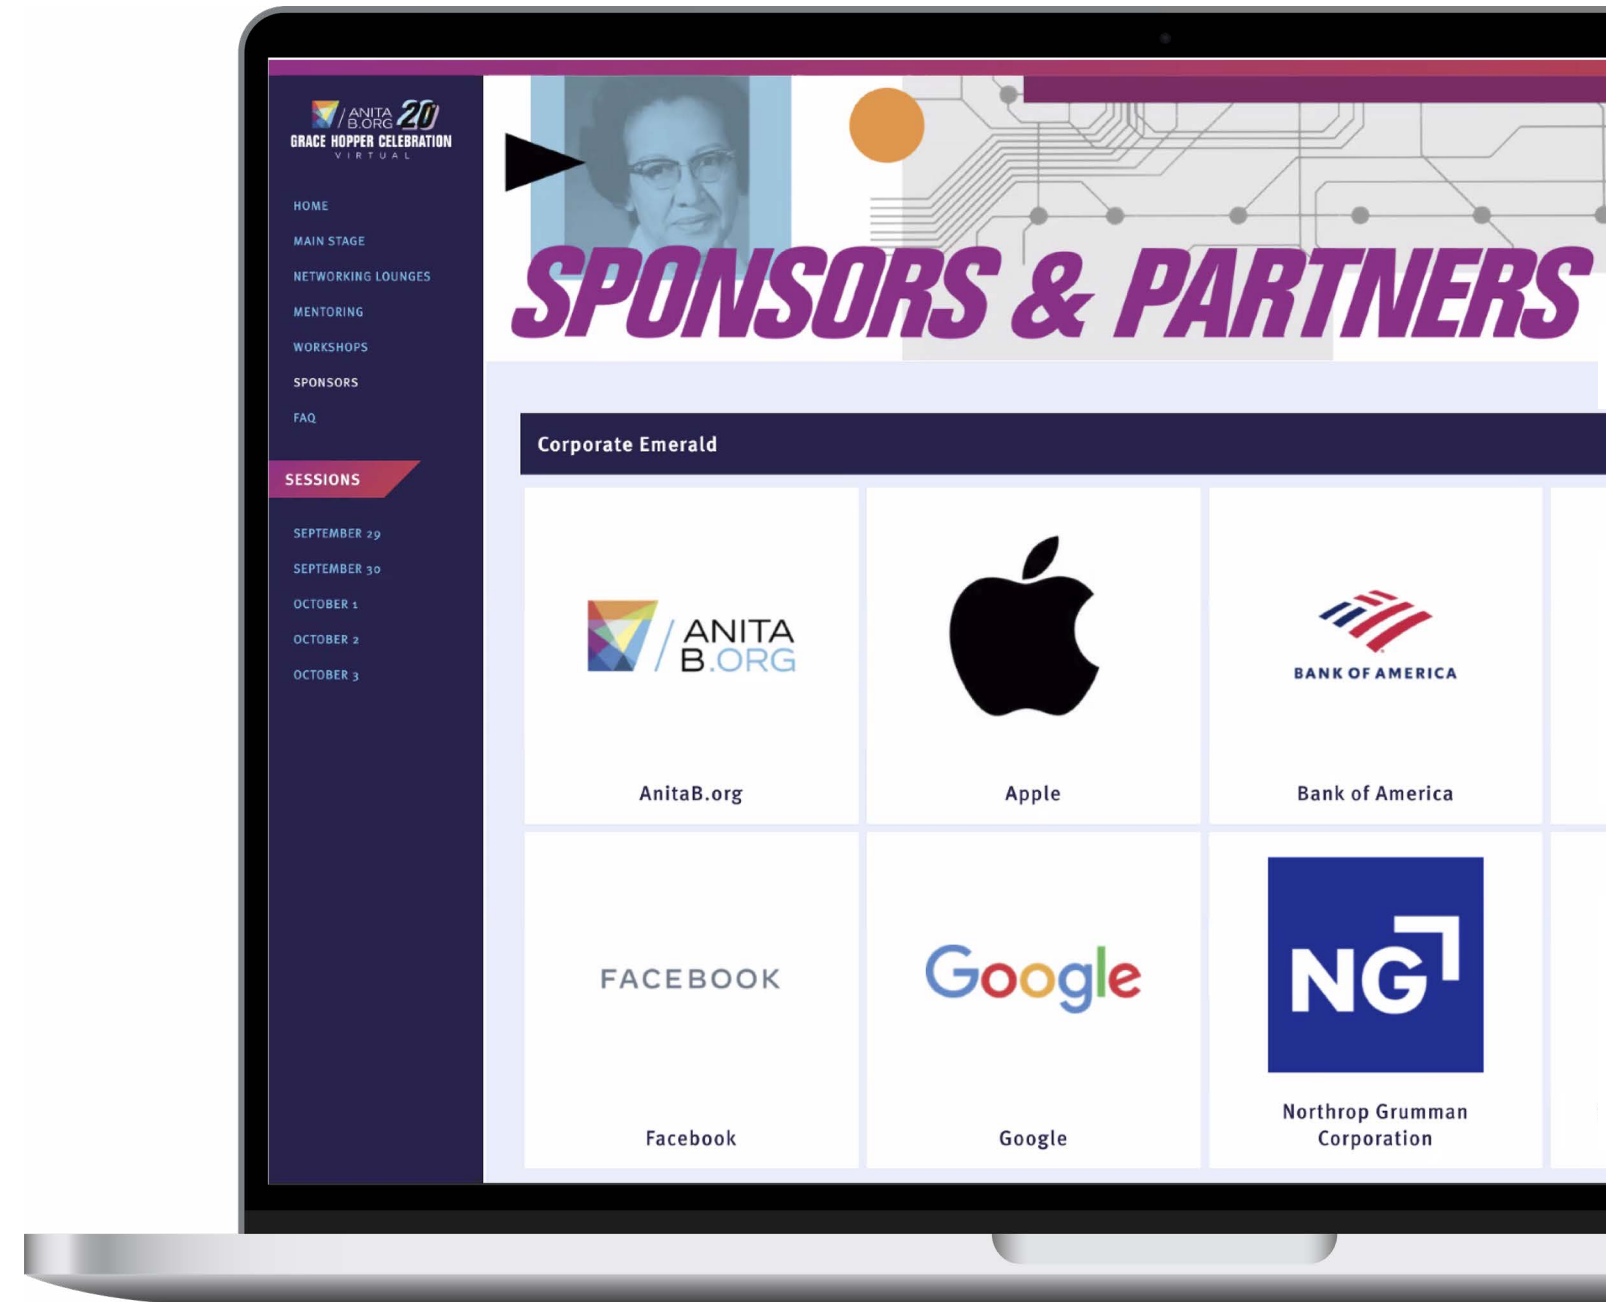 ANITA
B.ORG
20
GRACE HOPPER CELEBRATION
VIRTUAL
HOME
MAIN STAGE
NETWORKING LOUNGES
MENTORING
WORKSHOPS
SPONSORS
FAQ
SESSIONS
SEPTEMBER 29
SEPTEMBER 30
OCTOBER 1
OCTOBER 2
OCTOBER 3
SPONSORS & PARTNERS
Corporate Emerald
ANITA
B.ORG
AnitaB.org
Apple
BANK OF AMERICA
Bank of America
FACEBOOK
Facebook
Google
Google
NG
Northrop Grumman
Corporation